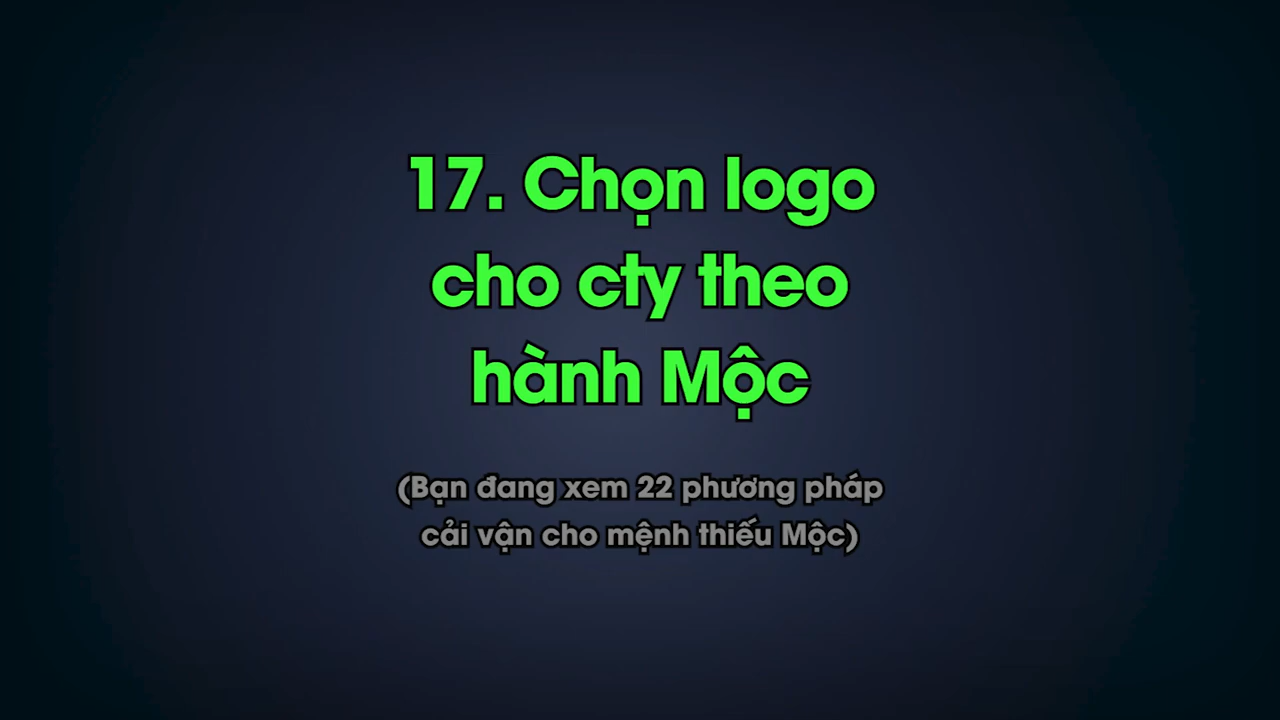 17. Chọn logo
cho cty theo
hành Mộc
(Bạn đang xem 22 phương pháp
cải vận cho mệnh thiếu Mộc)